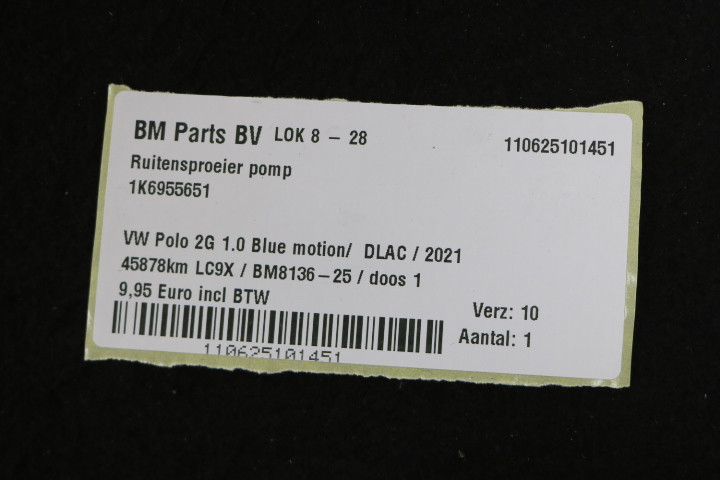 BM Parts BV LOK 8 – 28
110625101451
Ruitensproeier pomp
1K6955651
VW Polo 2G 1.0 Blue motion/ DLAC / 2021
45878km LC9X / BM8136–25 / doos 1
9,95 Euro incl BTW
Verz: 10
Aantal: 1
110625101451